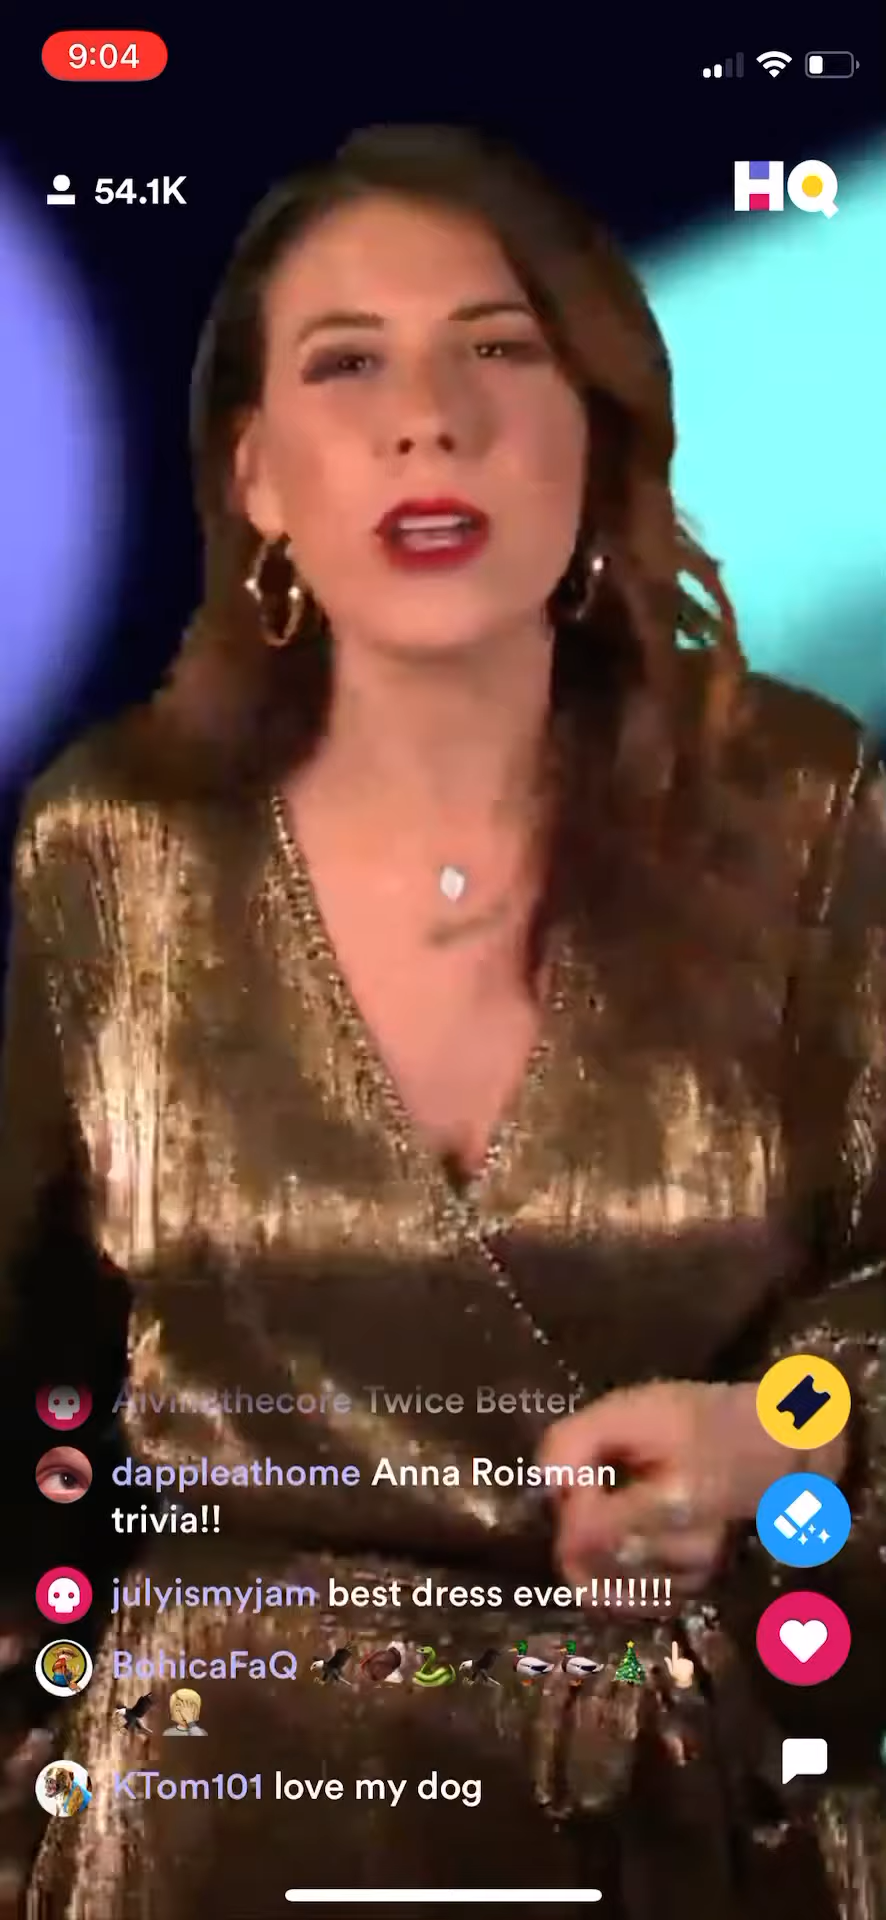 9:04
54.1K
HQ
Twice Better
dappleathome Anna Roisman
trivia!!
julyismyjam best dress ever!!!!!!!
BohicaFaQ 🦅🦃🐍🦅🦆🦆🎄👆🏻
🦅🤦🏼
KTom101 love my dog